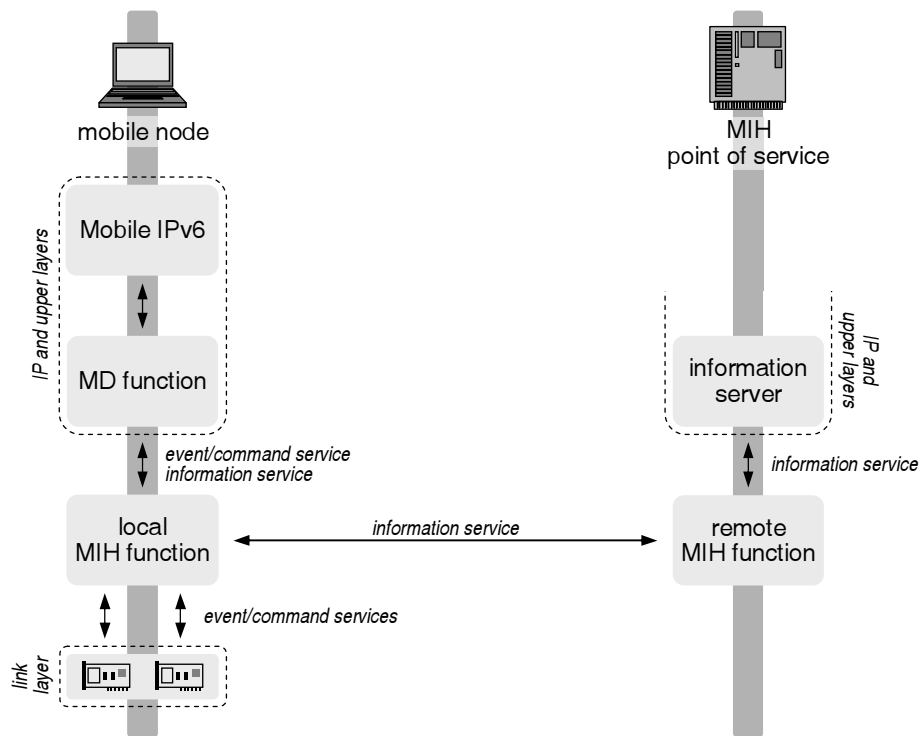 mobile node
MIH
point of service
Mobile IPv6
IP and upper layers
MD function
information
server
IP and
upper layers
event/command service
information service
information service
local
MIH function
information service
remote
MIH function
event/command services
link
layer